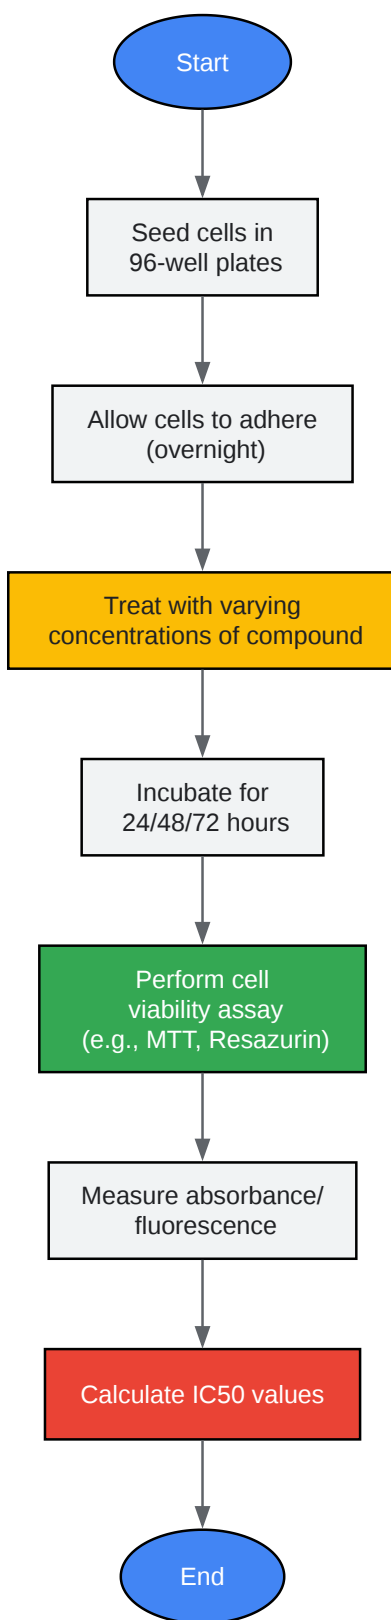 Start
Seed cells in
96-well plates
Allow cells to adhere
(overnight)
Treat with varying
concentrations of compound
Incubate for
24/48/72 hours
Perform cell
viability assay
(e.g., MTT, Resazurin)
Measure absorbance/
fluorescence
Calculate IC50 values
End